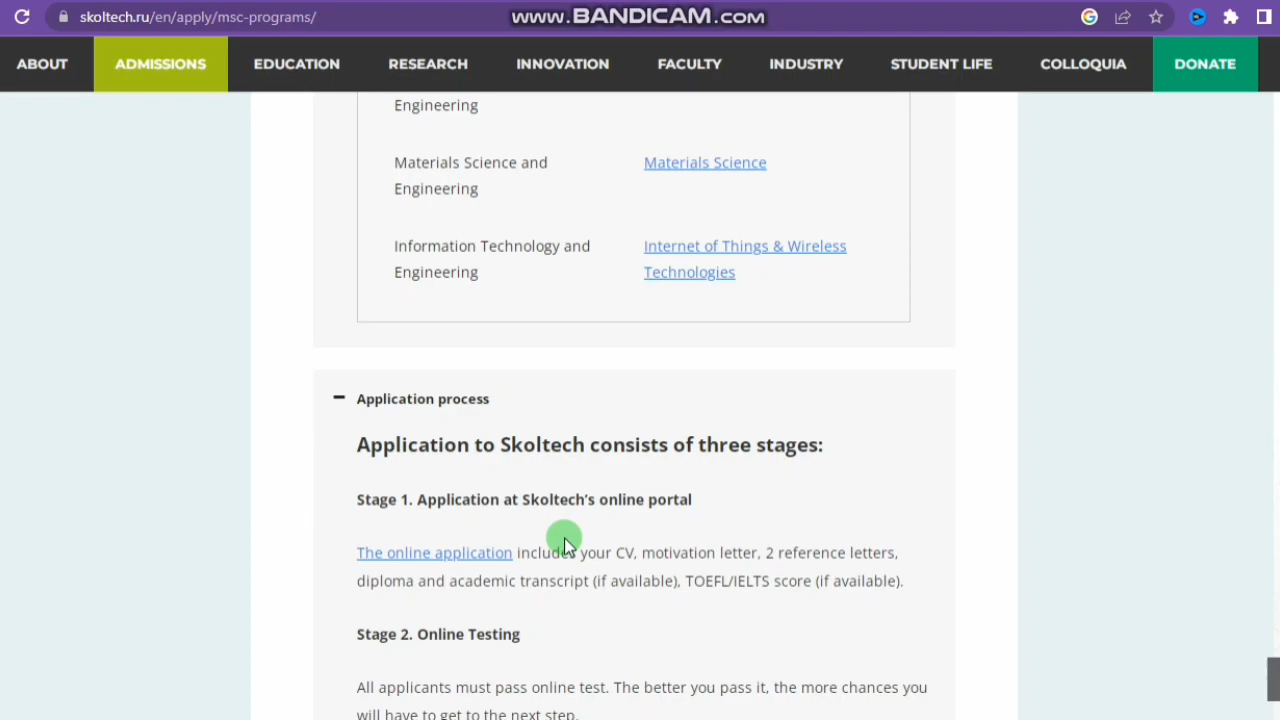 skoltech.ru/en/apply/msc-programs/
www.BANDICAM.com
ABOUT ADMISSIONS EDUCATION RESEARCH INNOVATION FACULTY INDUSTRY STUDENT LIFE COLLOQUIA DONATE
Engineering
Materials Science and Materials Science
Engineering
Information Technology and Internet of Things & Wireless
Engineering Technologies
Application process
Application to Skoltech consists of three stages:
Stage 1. Application at Skoltech's online portal
The online application includes your CV, motivation letter, 2 reference letters,
diploma and academic transcript (if available), TOEFL/IELTS score (if available).
Stage 2. Online Testing
All applicants must pass online test. The better you pass it, the more chances you
will have to get to the next step.